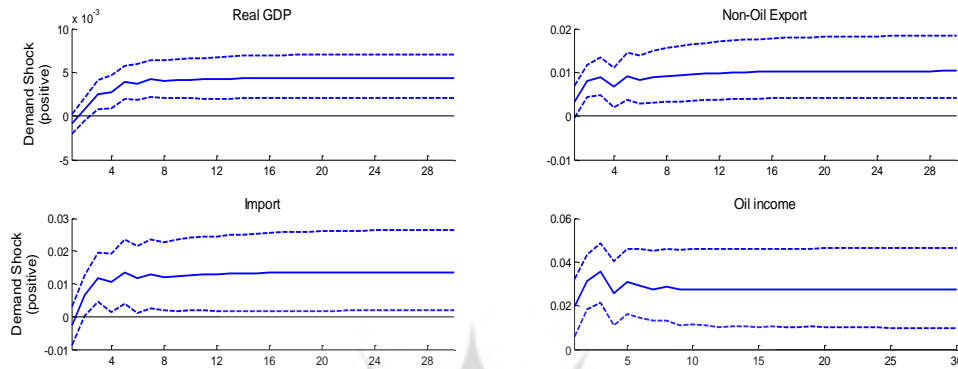 Real GDP
x 10⁻³
10
5
0
-5
4 8 12 16 20 24 28
Demand Shock
(positive)
Non-Oil Export
0.02
0.01
0
-0.01
4 8 12 16 20 24 28
Import
0.03
0.02
0.01
0
-0.01
4 8 12 16 20 24 28
Demand Shock
(positive)
Oil income
0.06
0.04
0.02
0
5 10 15 20 25 30